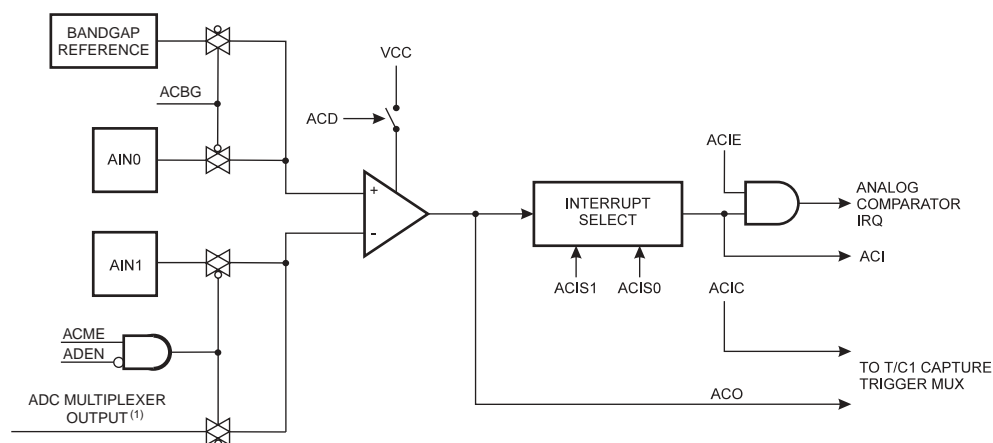 BANDGAP
REFERENCE
VCC
ACBG
ACD
ACIE
AIN0
+
INTERRUPT
SELECT
ANALOG
COMPARATOR
IRQ
-
AIN1
ACI
ACIS1 ACIS0 ACIC
ACME
ADEN
TO T/C1 CAPTURE
TRIGGER MUX
ADC MULTIPLEXER
OUTPUT (1)
ACO